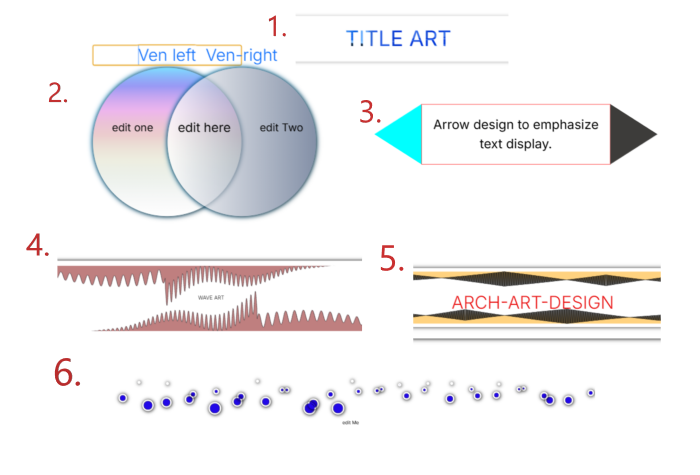 1.
TITLE ART
2.
Ven left Ven-right
edit one
edit here
edit Two
3.
Arrow design to emphasize
text display.
4.
WAVE ART
5.
ARCH-ART-DESIGN
6.
edit Me